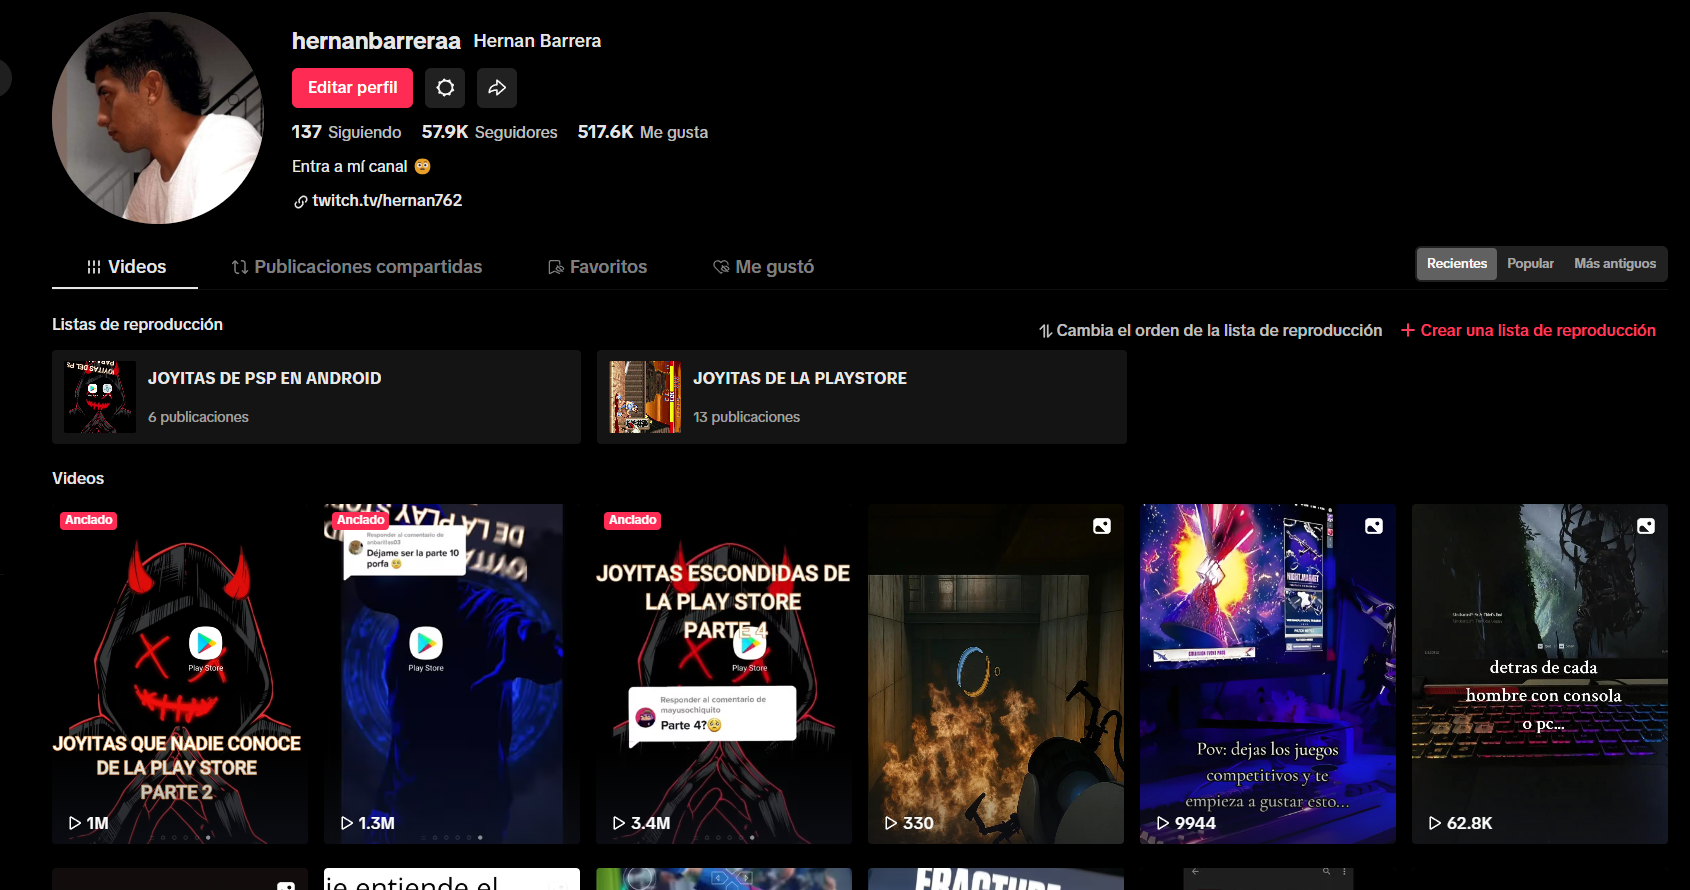 hernanbarreraa Hernan Barrera
Editar perfil
137 Siguiendo 57.9K Seguidores 517.6K Me gusta
Entra a mí canal
twitch.tv/hernan762
Videos Publicaciones compartidas Favoritos Me gustó
Recientes Popular Más antiguos
Listas de reproducción
Cambia el orden de la lista de reproducción + Crear una lista de reproducción
JOYITAS DE PSP EN ANDROID
6 publicaciones
JOYITAS DE LA PLAYSTORE
13 publicaciones
Videos
Anclado
Play Store
JOYITAS QUE NADIE CONOCE
DE LA PLAY STORE
PARTE 2
1M
Anclado
DE LA PLAY
Responder al comentario de
Déjame ser la parte 10
porfa
Play Store
1.3M
Anclado
JOYITAS ESCONDIDAS DE
LA PLAY STORE
PARTE 4
Play Store
Responder al comentario de
mayusochiquito
Parte 4?
3.4M
330
NIGHT.MARKET
Pov: dejas los juegos
competitivos y te
empieza a gustar esto...
9944
detras de cada
hombre con consola
o pc...
62.8K
ie entiende el
FRACTURE